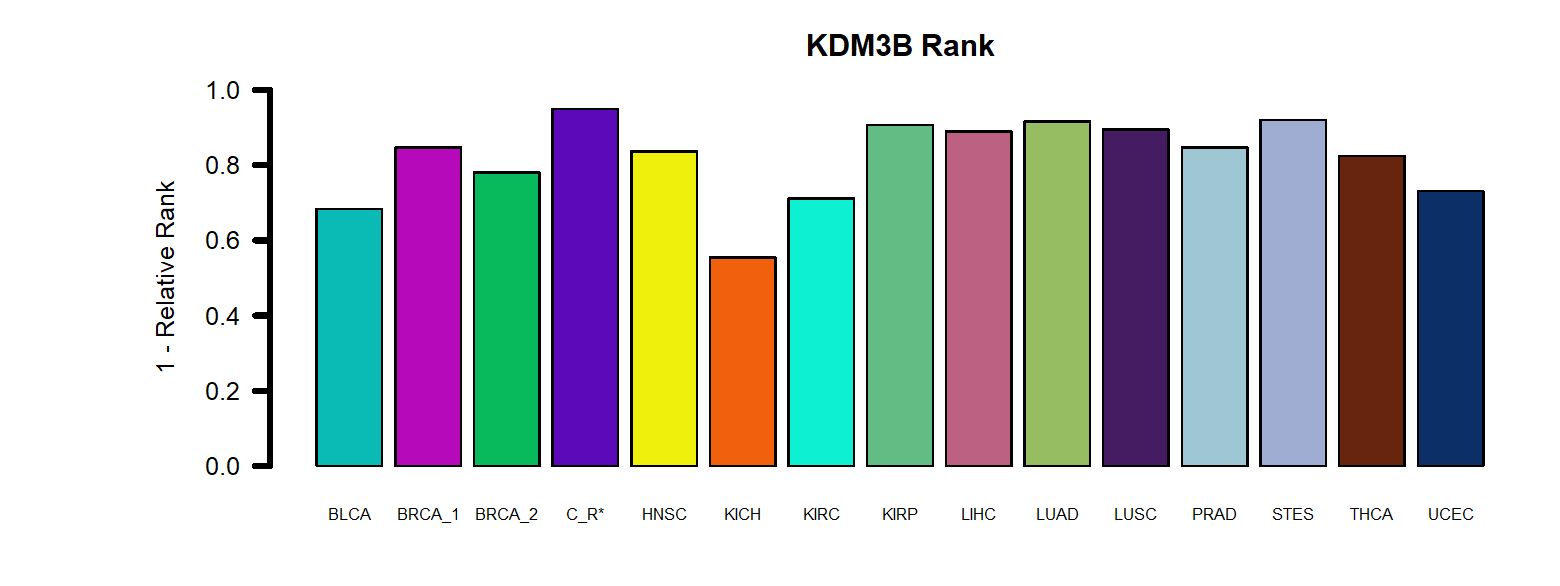 KDM3B Rank
1 - Relative Rank
1.0
0.8
0.6
0.4
0.2
0.0
BLCA BRCA_1 BRCA_2 C_R* HNSC KICH KIRC KIRP LIHC LUAD LUSC PRAD STES THCA UCEC